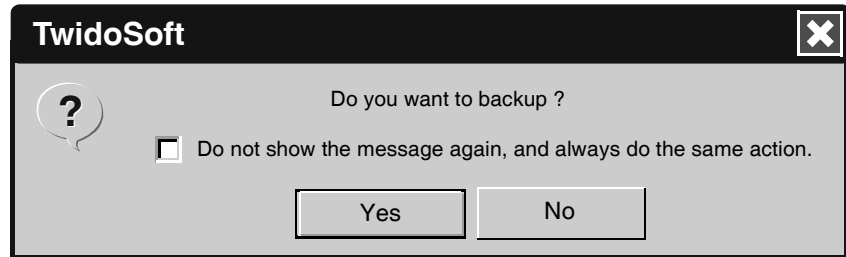 TwidoSoft
?
Do you want to backup ?
Do not show the message again, and always do the same action.
Yes No